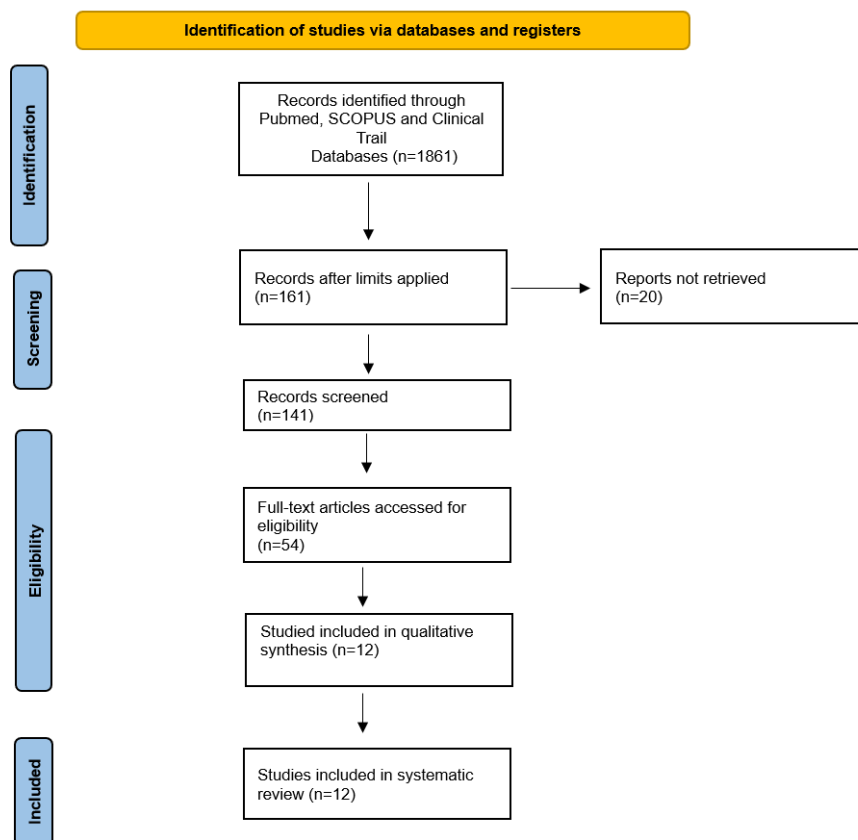 Identification of studies via databases and registers
Identification
Records identified through
Pubmed, SCOPUS and Clinical
Trail
Databases (n=1861)
Screening
Records after limits applied
(n=161)
Reports not retrieved
(n=20)
Records screened
(n=141)
Eligibility
Full-text articles accessed for
eligibility
(n=54)
Studied included in qualitative
synthesis (n=12)
Included
Studies included in systematic
review (n=12)